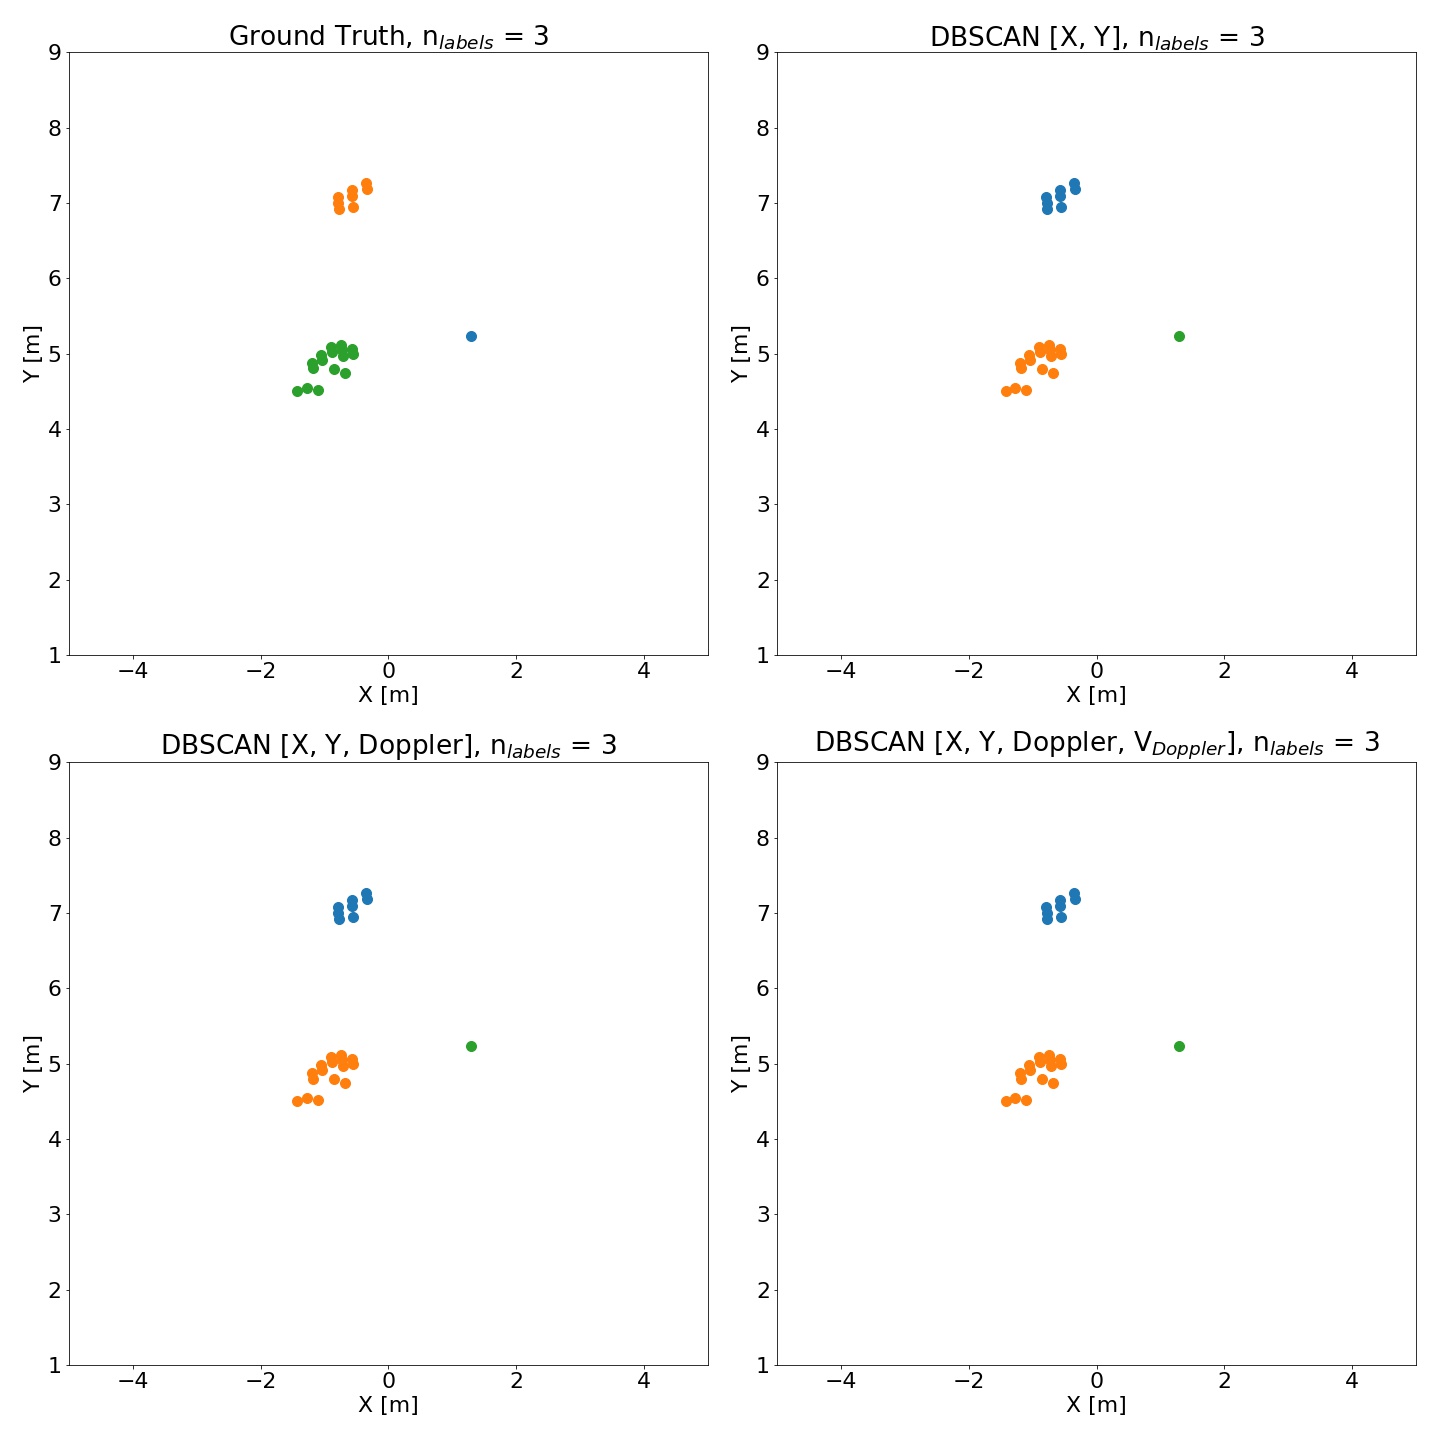 Ground Truth, n_labels = 3
9
8
7
6
5
4
3
2
1
Y [m]
−4 −2 0 2 4
X [m]
DBSCAN [X, Y], n_labels = 3
9
8
7
6
5
4
3
2
1
Y [m]
−4 −2 0 2 4
X [m]
DBSCAN [X, Y, Doppler], n_labels = 3
9
8
7
6
5
4
3
2
1
Y [m]
−4 −2 0 2 4
X [m]
DBSCAN [X, Y, Doppler, V_Doppler], n_labels = 3
9
8
7
6
5
4
3
2
1
Y [m]
−4 −2 0 2 4
X [m]